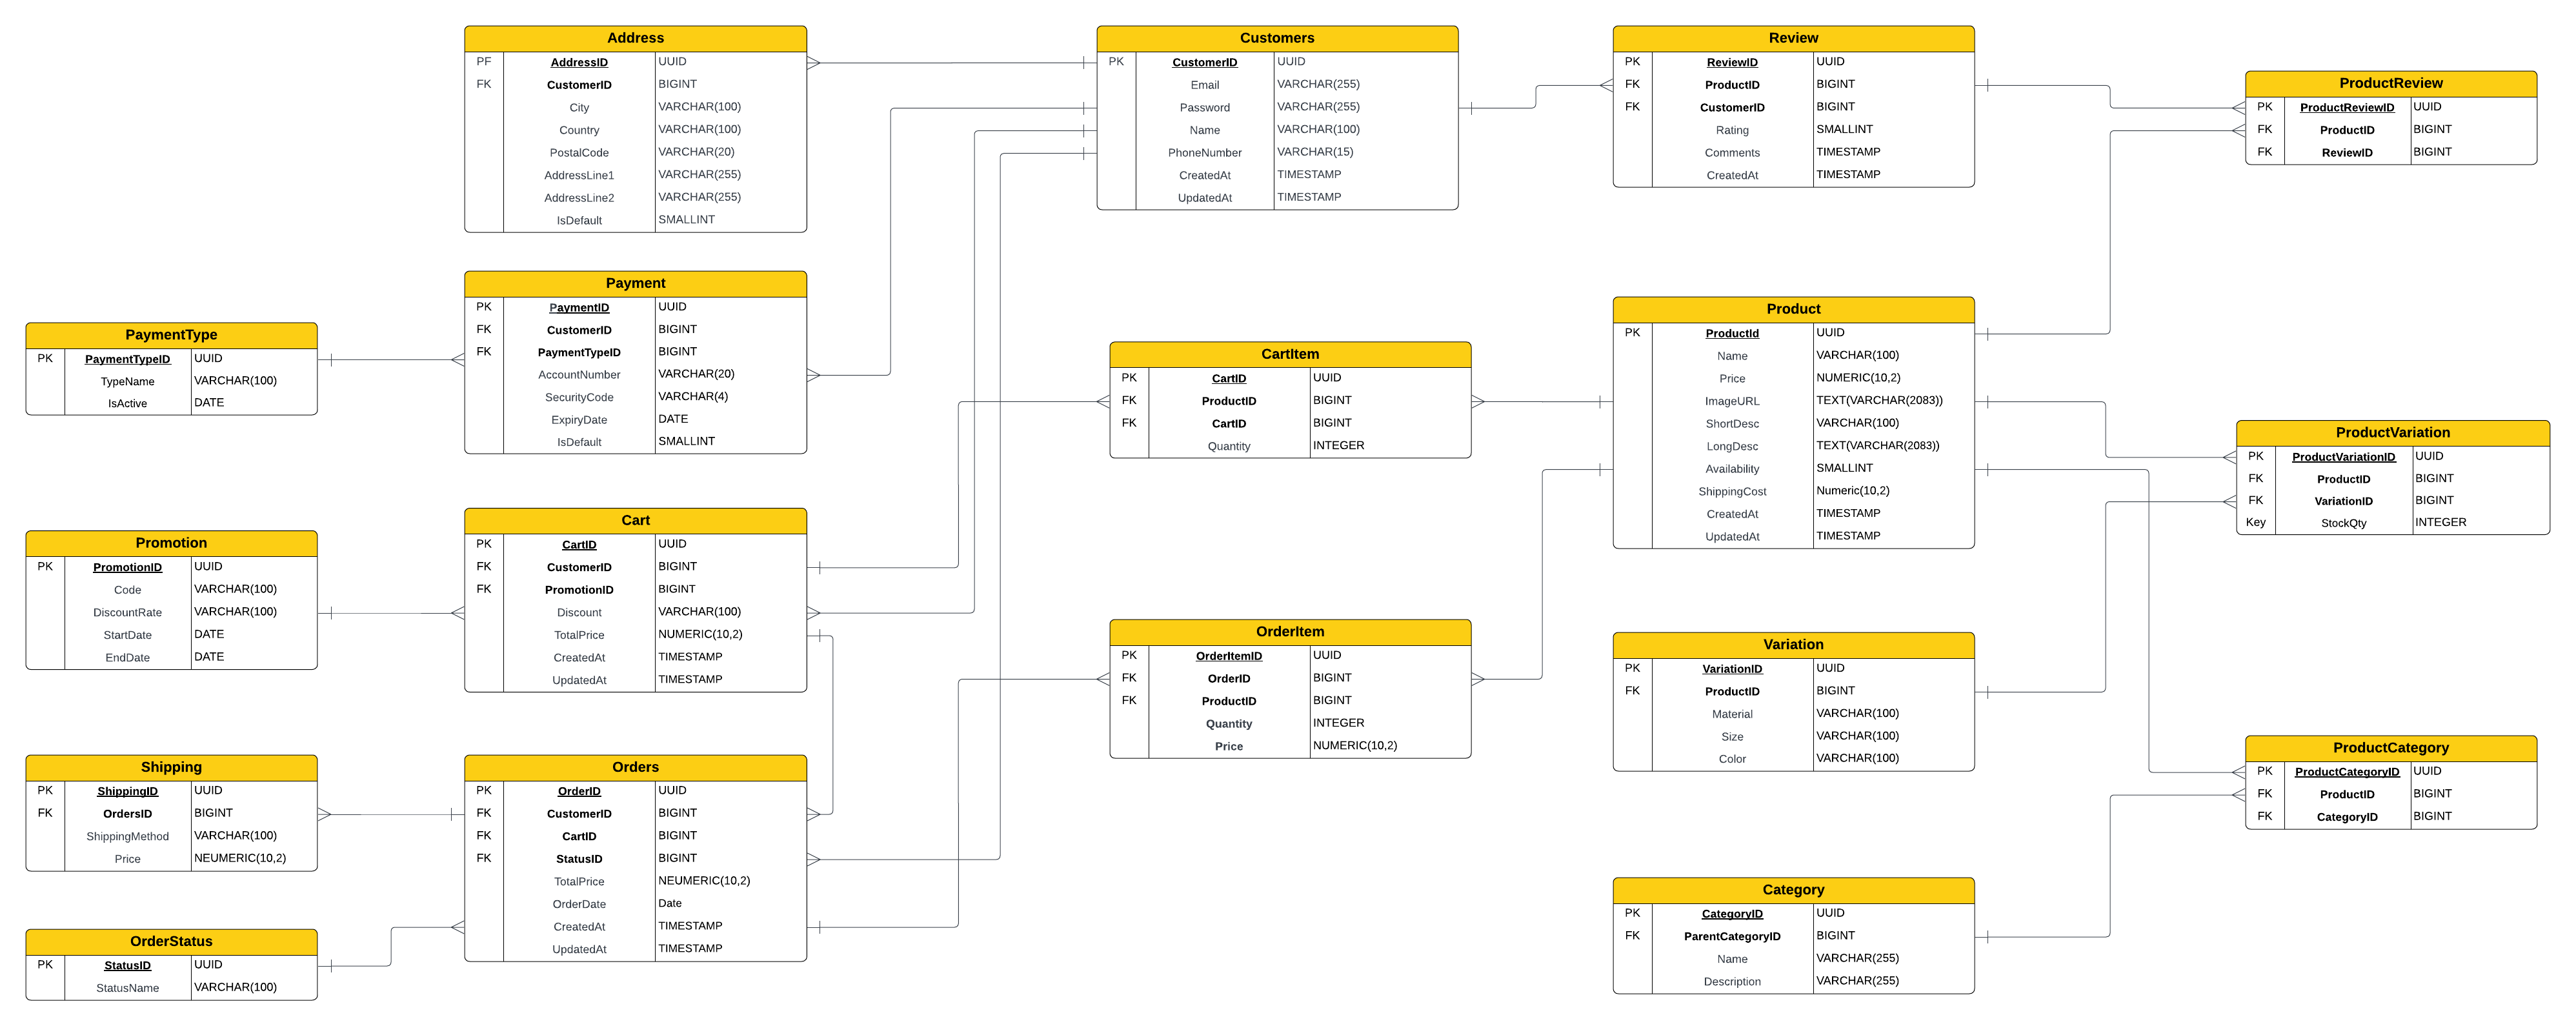 Address
PF AddressID UUID
FK CustomerID BIGINT
City VARCHAR(100)
Country VARCHAR(100)
PostalCode VARCHAR(20)
AddressLine1 VARCHAR(255)
AddressLine2 VARCHAR(255)
IsDefault SMALLINT
Customers
PK CustomerID UUID
Email VARCHAR(255)
Password VARCHAR(255)
Name VARCHAR(100)
PhoneNumber VARCHAR(15)
CreatedAt TIMESTAMP
UpdatedAt TIMESTAMP
Review
PK ReviewID UUID
FK ProductID BIGINT
FK CustomerID BIGINT
Rating SMALLINT
Comments TIMESTAMP
CreatedAt TIMESTAMP
ProductReview
PK ProductReviewID UUID
FK ProductID BIGINT
FK ReviewID BIGINT
PaymentType
PK PaymentTypeID UUID
TypeName VARCHAR(100)
IsActive DATE
Payment
PK PaymentID UUID
FK CustomerID BIGINT
FK PaymentTypeID BIGINT
AccountNumber VARCHAR(20)
SecurityCode VARCHAR(4)
ExpiryDate DATE
IsDefault SMALLINT
CartItem
PK CartID UUID
FK ProductID BIGINT
FK CartID BIGINT
Quantity INTEGER
Product
PK ProductId UUID
Name VARCHAR(100)
Price NUMERIC(10,2)
ImageURL TEXT(VARCHAR(2083))
ShortDesc VARCHAR(100)
LongDesc TEXT(VARCHAR(2083))
Availability SMALLINT
ShippingCost Numeric(10,2)
CreatedAt TIMESTAMP
UpdatedAt TIMESTAMP
ProductVariation
PK ProductVariationID UUID
FK ProductID BIGINT
FK VariationID BIGINT
Key StockQty INTEGER
Promotion
PK PromotionID UUID
Code VARCHAR(100)
DiscountRate VARCHAR(100)
StartDate DATE
EndDate DATE
Cart
PK CartID UUID
FK CustomerID BIGINT
FK PromotionID BIGINT
Discount VARCHAR(100)
TotalPrice NUMERIC(10,2)
CreatedAt TIMESTAMP
UpdatedAt TIMESTAMP
OrderItem
PK OrderItemID UUID
FK OrderID BIGINT
FK ProductID BIGINT
Quantity INTEGER
Price NUMERIC(10,2)
Variation
PK VariationID UUID
FK ProductID BIGINT
Material VARCHAR(100)
Size VARCHAR(100)
Color VARCHAR(100)
ProductCategory
PK ProductCategoryID UUID
FK ProductID BIGINT
FK CategoryID BIGINT
Shipping
PK ShippingID UUID
FK OrdersID BIGINT
ShippingMethod VARCHAR(100)
Price NEUMERIC(10,2)
Orders
PK OrderID UUID
FK CustomerID BIGINT
FK CartID BIGINT
FK StatusID BIGINT
TotalPrice NEUMERIC(10,2)
OrderDate Date
CreatedAt TIMESTAMP
UpdatedAt TIMESTAMP
Category
PK CategoryID UUID
FK ParentCategoryID BIGINT
Name VARCHAR(255)
Description VARCHAR(255)
OrderStatus
PK StatusID UUID
StatusName VARCHAR(100)